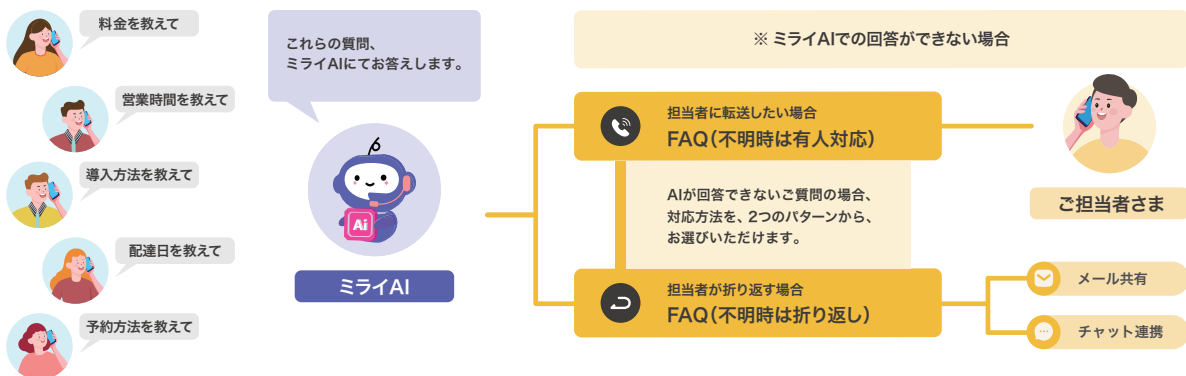 料金を教えて
営業時間を教えて
導入方法を教えて
配達日を教えて
予約方法を教えて
これらの質問、
ミライAIにてお答えします。
Ai
ミライAI
※ ミライAIでの回答ができない場合
担当者に転送したい場合
FAQ(不明時は有人対応)
AIが回答できないご質問の場合、
対応方法を、2つのパターンから、
お選びいただけます。
担当者が折り返す場合
FAQ(不明時は折り返し)
ご担当者さま
メール共有
チャット連携